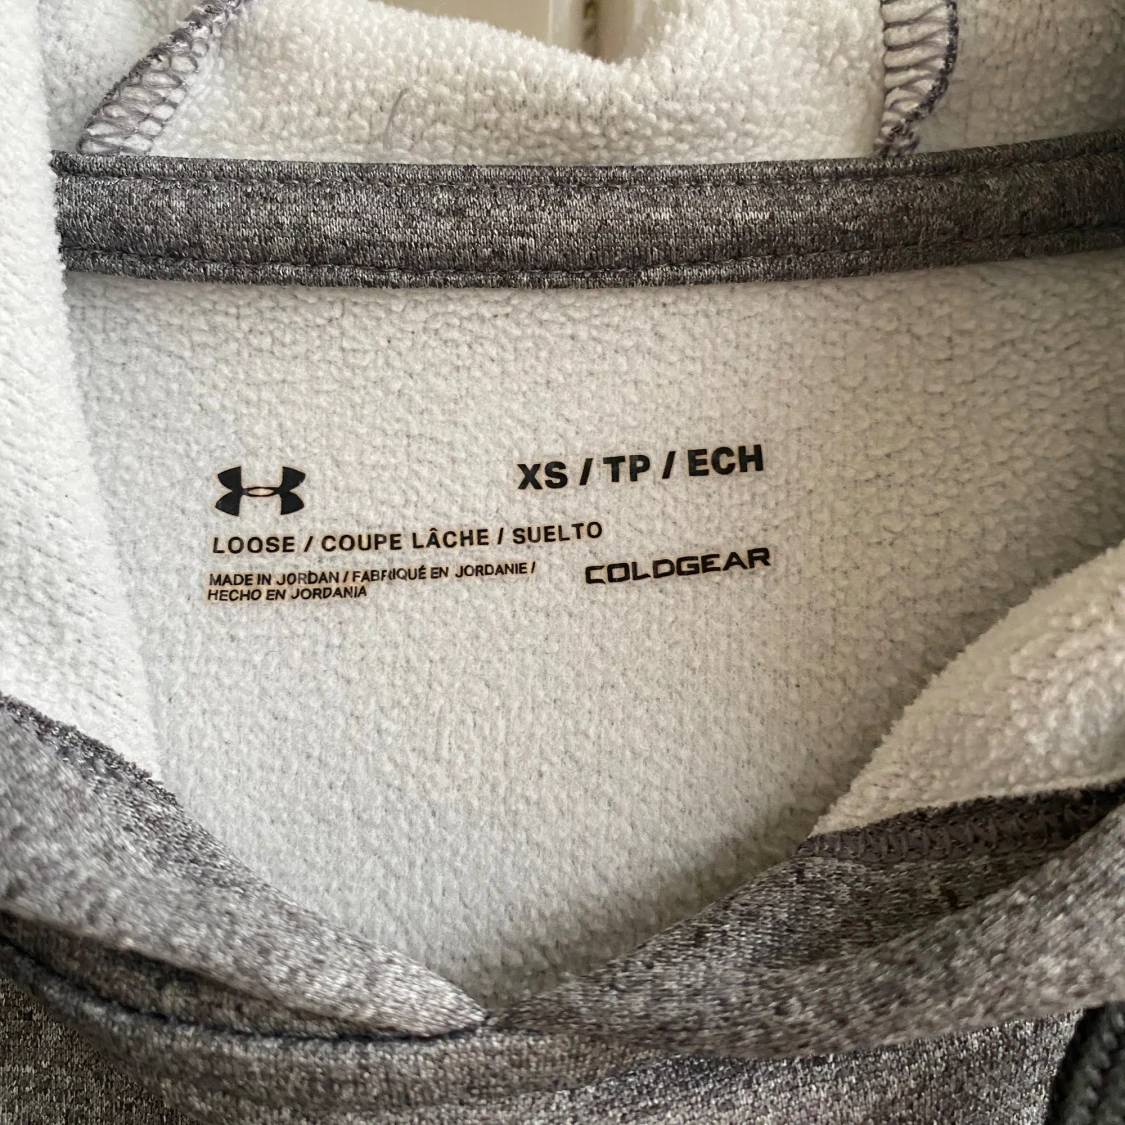 XS / TP / ECH
LOOSE / COUPE LÂCHE / SUELTO
MADE IN JORDAN / FABRIQUÉ EN JORDANIE /
HECHO EN JORDANIA
COLDGEAR